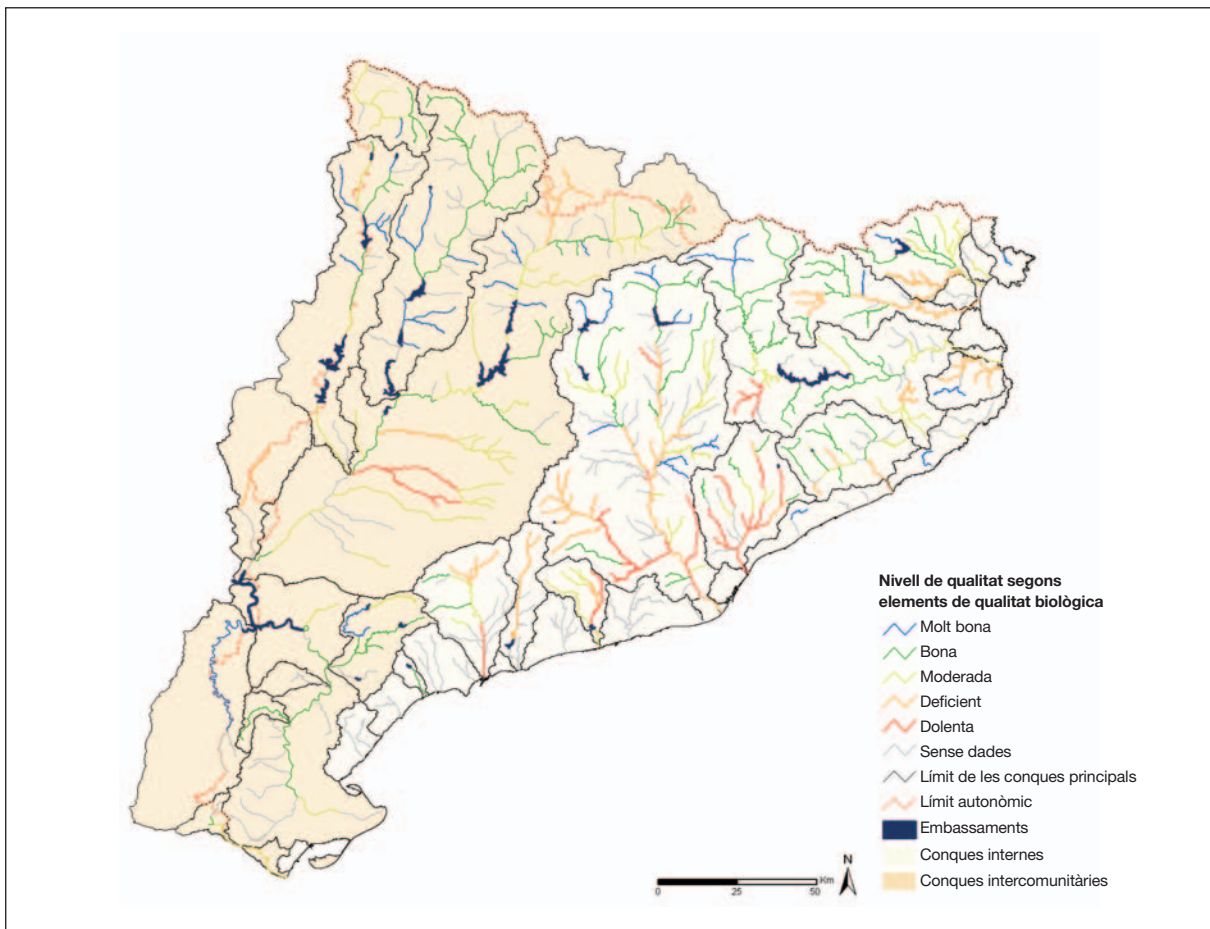 Nivell de qualitat segons
elements de qualitat biològica
Molt bona
Bona
Moderada
Deficient
Dolenta
Sense dades
Límit de les conques principals
Límit autonòmic
Embassaments
Conques internes
Conques intercomunitàries
N
Km
0 25 50